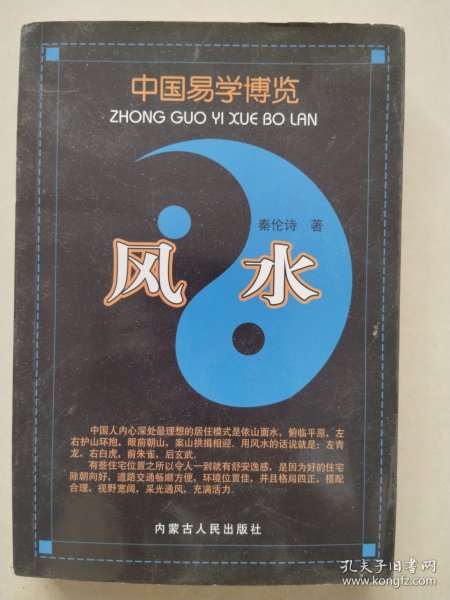 中国易学博览
ZHONG GUO YI XUE BO LAN
秦伦诗 著
风水
中国人内心深处最理想的居住模式是依山面水，俯临平原，左
右护山环抱，眼前朝山，案山拱揖相迎。用风水的话说就是：左青
龙，右白虎，前朱雀，后玄武。
有些住宅位置之所以令人一到就有舒安逸感，是因为好的住宅
除朝向好，道路交通畅顺方便，环境位置佳，并且格局四正，搭配
合理，视野宽阔，采光通风，充满活力。
内蒙古人民出版社
孔夫子旧书网
www.kongfz.com